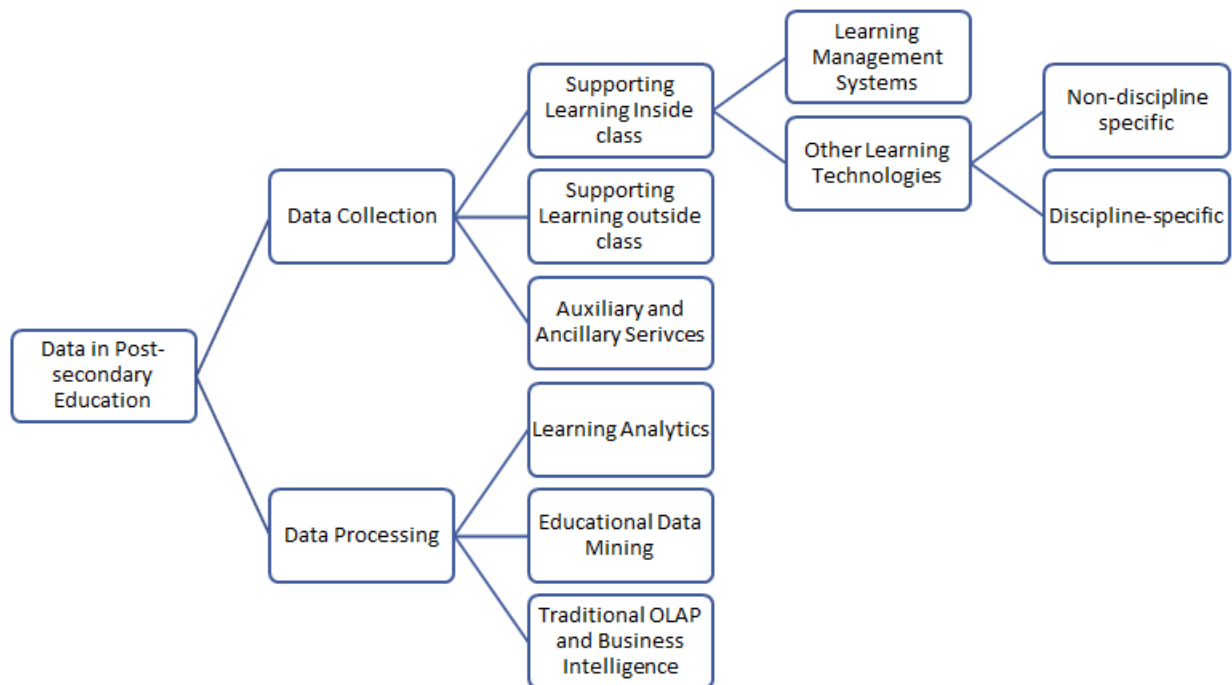 Data in Post-
secondary
Education
Data Collection
Data Processing
Supporting
Learning Inside
class
Supporting
Learning outside
class
Auxiliary and
Ancillary Serivces
Learning Analytics
Educational Data
Mining
Traditional OLAP
and Business
Intelligence
Learning
Management
Systems
Other Learning
Technologies
Non-discipline
specific
Discipline-specific